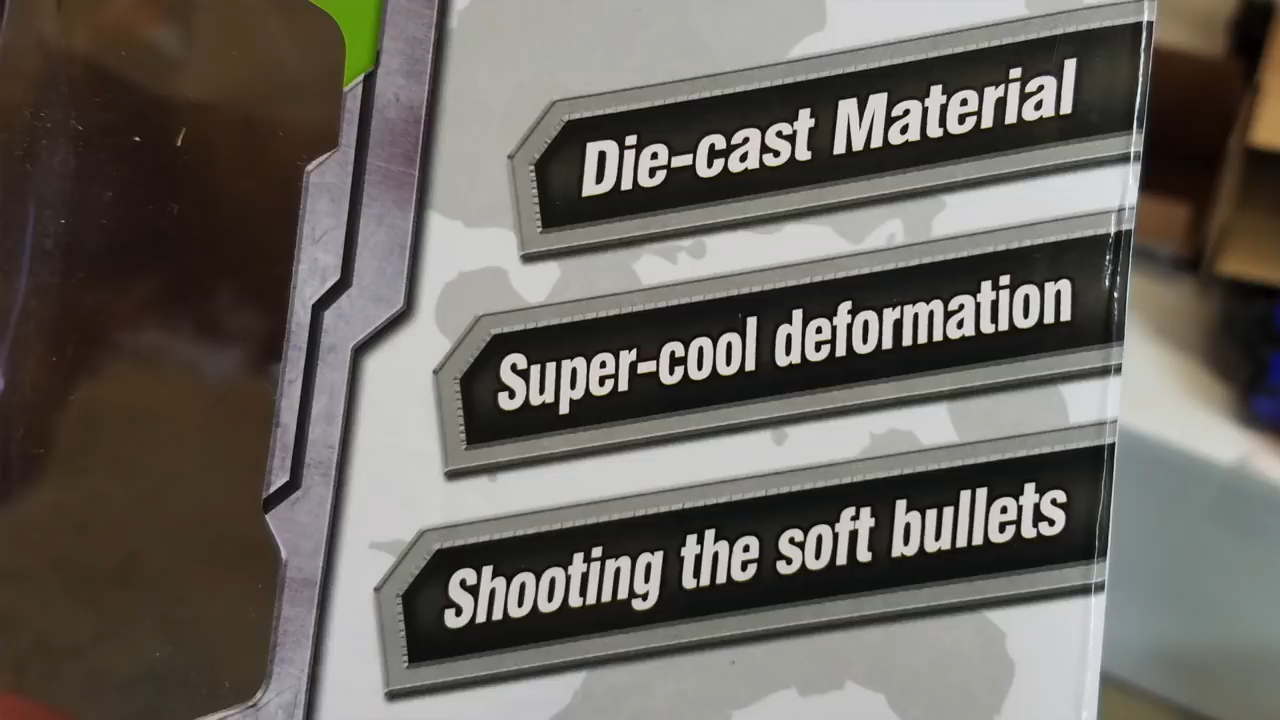 Die-cast Material
Super-cool deformation
Shooting the soft bullets